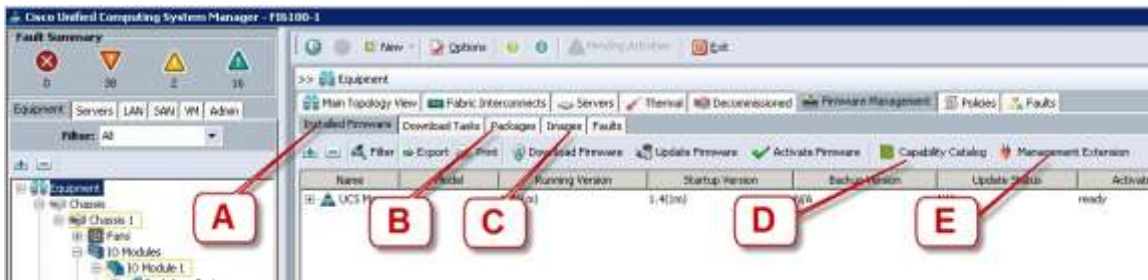 Cisco Unified Computing System Manager - FI6100-1
Fault Summary
0 38 2 16
Equipment Servers LAN SAN VM Admin
Filter: All
Equipment
Chassis
Chassis 1
Fans
IO Modules
IO Module 1
New Options Pending Activities Exit
>> Equipment
Main Topology View Fabric Interconnects Servers Thermal Decommissioned Firmware Management Policies Faults
Installed Firmware Download Tasks Packages Images Faults
Filter Export Print Download Firmware Update Firmware Activate Firmware Capability Catalog Management Extension
Name Model Running Version Startup Version Backup Version Update Status Activate
UCS 1.4(1m) N/A ready
A B C D E